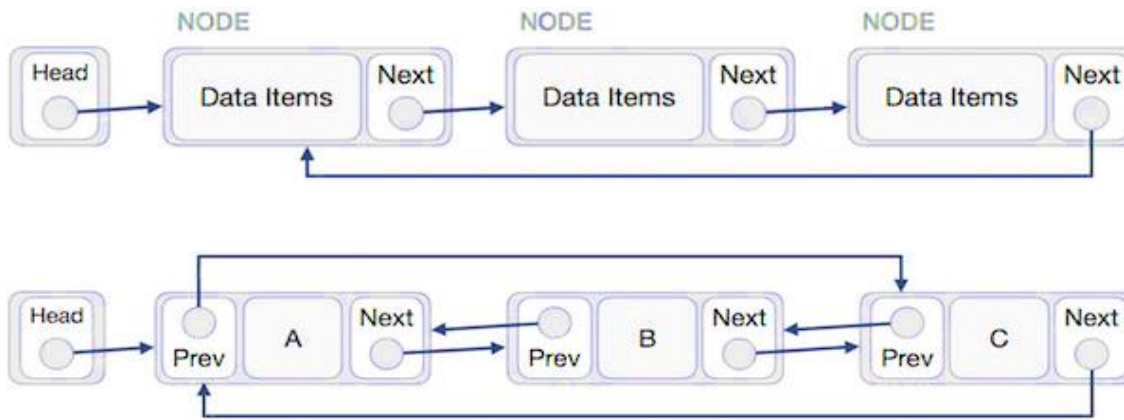 NODE NODE NODE
Head Data Items Next Data Items Next Data Items Next
Head Prev A Next Prev B Next Prev C Next